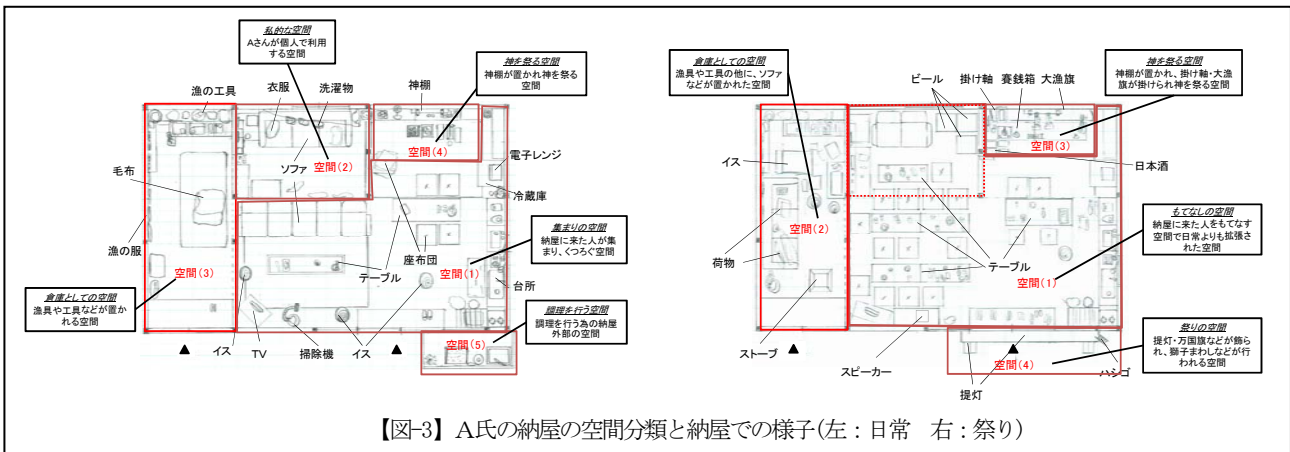 私的な空間
Aさんが個人で利用
する空間
神を祭る空間
神棚が置かれ神を祭る
空間
漁の工具
衣服
洗濯物
神棚
空間(2)
空間(4)
ソファ
電子レンジ
冷蔵庫
毛布
漁の服
空間(3)
集まりの空間
納屋に来た人が集
まり、くつろぐ空間
座布団
テーブル
空間(1)
台所
倉庫としての空間
漁具や工具などが置か
れる空間
調理を行う空間
調理を行う為の納屋
外部の空間
空間(5)
イス
TV
掃除機
イス
▲
▲
倉庫としての空間
漁具や工具の他に、ソファ
などが置かれた空間
ビール
掛け軸
賽銭箱
大漁旗
神を祭る空間
神棚が置かれ、掛け軸・大漁
旗が掛けられ神を祭る空間
イス
空間(3)
日本酒
空間(2)
もてなしの空間
納屋に来た人をもてなす
空間で日常よりも拡張さ
れた空間
荷物
テーブル
空間(1)
祭りの空間
提灯・万国旗などが飾ら
れ、獅子まわしなどが行
われる空間
ストーブ
▲
スピーカー
▲
空間(4)
ハシゴ
提灯
【図-3】 A氏の納屋の空間分類と納屋での様子(左：日常 右：祭り)